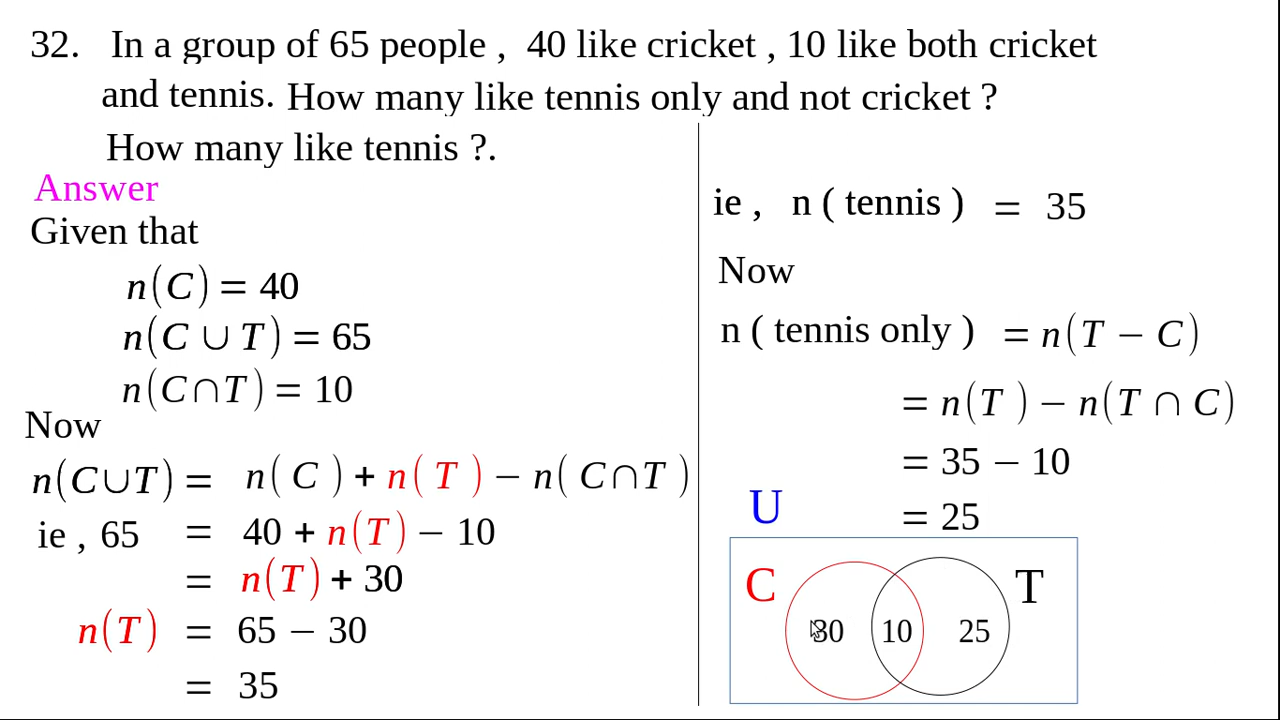 32. In a group of 65 people , 40 like cricket , 10 like both cricket
and tennis. How many like tennis only and not cricket ?
How many like tennis ?.
Answer
Given that
n(C) = 40
n(C ∪ T) = 65
n(C∩T) = 10
Now
n(C∪T) = n( C ) + n( T ) − n( C∩T )
ie , 65 = 40 + n(T) − 10
= n(T) + 30
n(T) = 65 − 30
= 35
ie , n ( tennis ) = 35
Now
n ( tennis only ) = n(T − C)
= n(T ) − n(T ∩ C)
= 35 − 10
= 25
U
C T
30 10 25